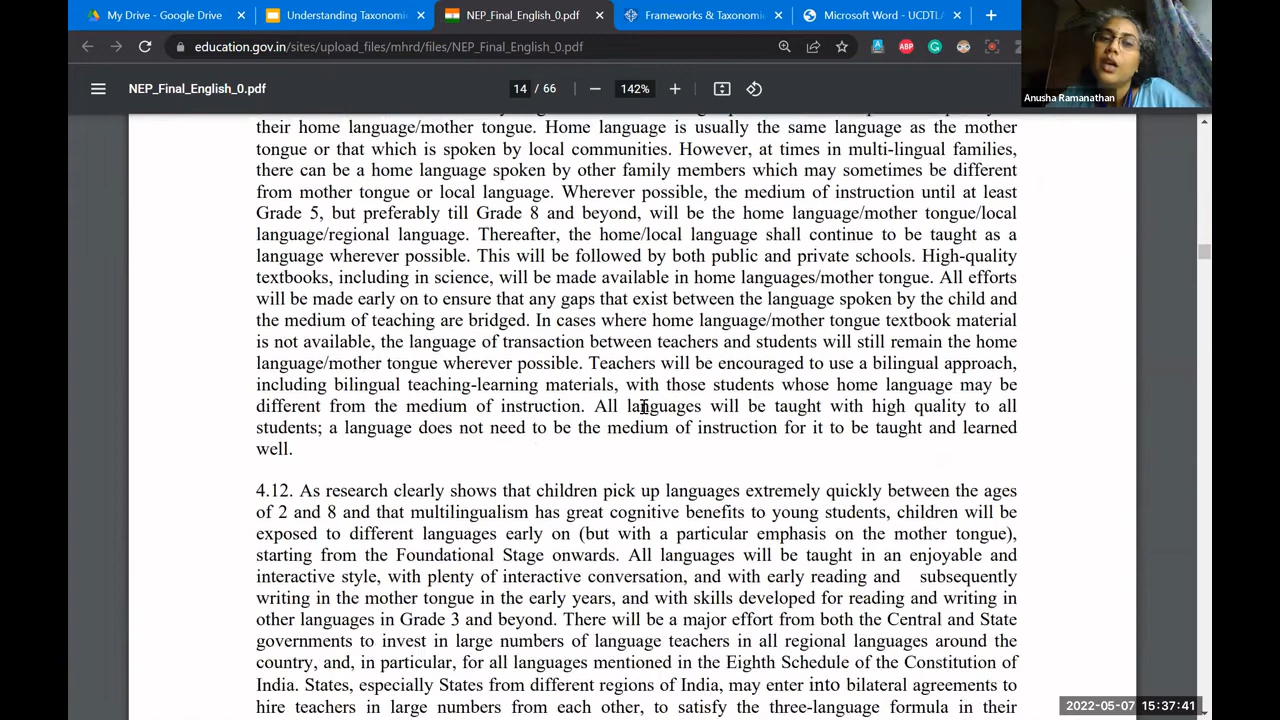 My Drive - Google Drive
Understanding Taxonomi
NEP_Final_English_0.pdf
Frameworks & Taxonomi
Microsoft Word - UCDTL
education.gov.in/sites/upload_files/mhrd/files/NEP_Final_English_0.pdf
ABP
Anusha Ramanathan
NEP_Final_English_0.pdf
14 / 66
142%
their home language/mother tongue. Home language is usually the same language as the mother
tongue or that which is spoken by local communities. However, at times in multi-lingual families,
there can be a home language spoken by other family members which may sometimes be different
from mother tongue or local language. Wherever possible, the medium of instruction until at least
Grade 5, but preferably till Grade 8 and beyond, will be the home language/mother tongue/local
language/regional language. Thereafter, the home/local language shall continue to be taught as a
language wherever possible. This will be followed by both public and private schools. High-quality
textbooks, including in science, will be made available in home languages/mother tongue. All efforts
will be made early on to ensure that any gaps that exist between the language spoken by the child and
the medium of teaching are bridged. In cases where home language/mother tongue textbook material
is not available, the language of transaction between teachers and students will still remain the home
language/mother tongue wherever possible. Teachers will be encouraged to use a bilingual approach,
including bilingual teaching-learning materials, with those students whose home language may be
different from the medium of instruction. All languages will be taught with high quality to all
students; a language does not need to be the medium of instruction for it to be taught and learned
well.
4.12. As research clearly shows that children pick up languages extremely quickly between the ages
of 2 and 8 and that multilingualism has great cognitive benefits to young students, children will be
exposed to different languages early on (but with a particular emphasis on the mother tongue),
starting from the Foundational Stage onwards. All languages will be taught in an enjoyable and
interactive style, with plenty of interactive conversation, and with early reading and subsequently
writing in the mother tongue in the early years, and with skills developed for reading and writing in
other languages in Grade 3 and beyond. There will be a major effort from both the Central and State
governments to invest in large numbers of language teachers in all regional languages around the
country, and, in particular, for all languages mentioned in the Eighth Schedule of the Constitution of
India. States, especially States from different regions of India, may enter into bilateral agreements to
hire teachers in large numbers from each other, to satisfy the three-language formula in their
2022-05-07 15:37:41